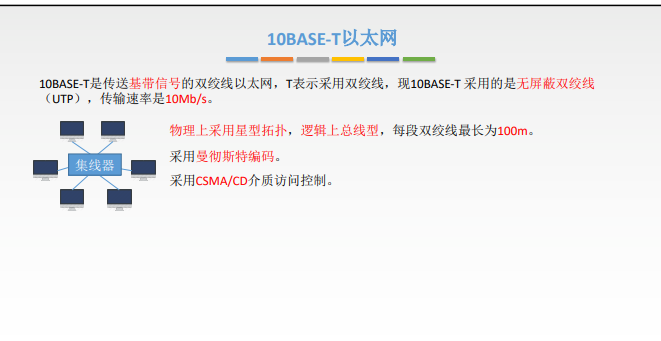 10BASE-T以太网
10BASE-T是传送基带信号的双绞线以太网，T表示采用双绞线，现10BASE-T 采用的是无屏蔽双绞线
（UTP），传输速率是10Mb/s。
物理上采用星型拓扑，逻辑上总线型，每段双绞线最长为100m。
集线器
采用曼彻斯特编码。
采用CSMA/CD介质访问控制。